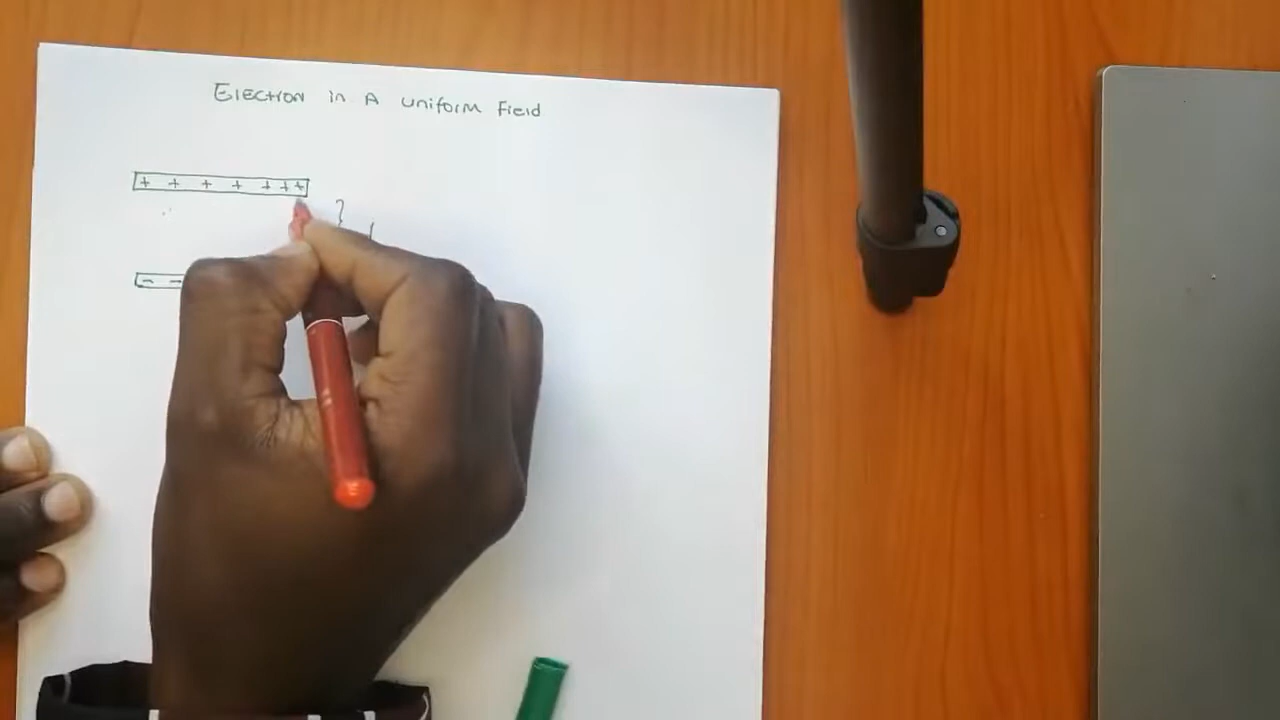 Electron in A uniform Field
+ + + + + + +
- -